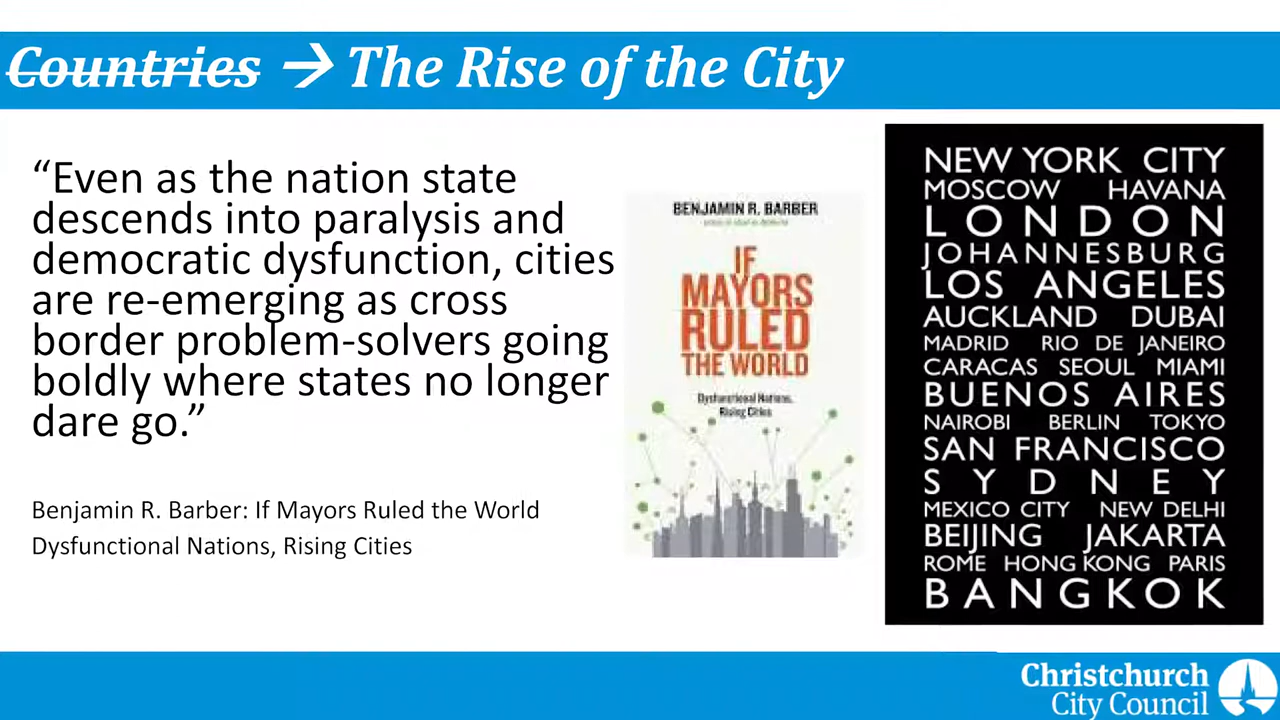 Countries → The Rise of the City
“Even as the nation state
descends into paralysis and
democratic dysfunction, cities
are re-emerging as cross
border problem-solvers going
boldly where states no longer
dare go.”
Benjamin R. Barber: If Mayors Ruled the World
Dysfunctional Nations, Rising Cities
BENJAMIN R. BARBER
IF
MAYORS
RULED
THE WORLD
Dysfunctional Nations,
Rising Cities
NEW YORK CITY
MOSCOW HAVANA
LONDON
JOHANNESBURG
LOS ANGELES
AUCKLAND DUBAI
MADRID RIO DE JANEIRO
CARACAS SEOUL MIAMI
BUENOS AIRES
NAIROBI BERLIN TOKYO
SAN FRANCISCO
SYDNEY
MEXICO CITY NEW DELHI
BEIJING JAKARTA
ROME HONG KONG PARIS
BANGKOK
Christchurch
City Council